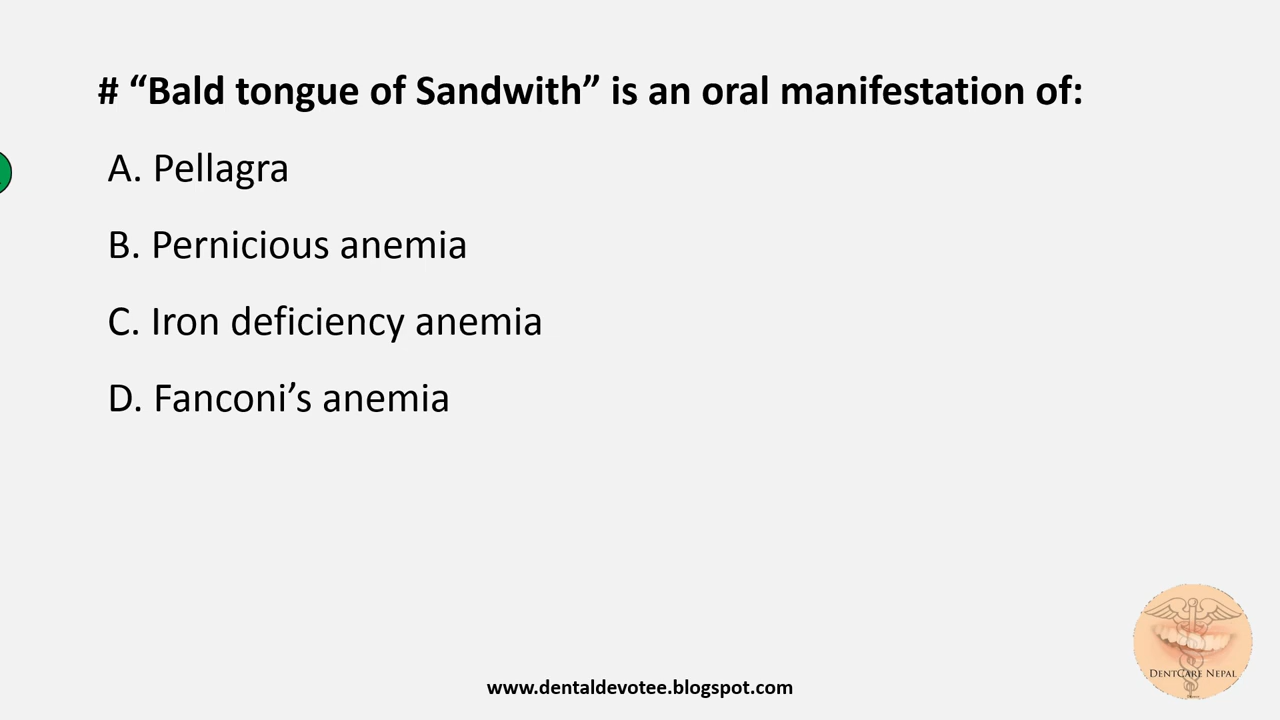 # “Bald tongue of Sandwith” is an oral manifestation of:
A. Pellagra
B. Pernicious anemia
C. Iron deficiency anemia
D. Fanconi’s anemia
DentCare Nepal
www.dentaldevotee.blogspot.com